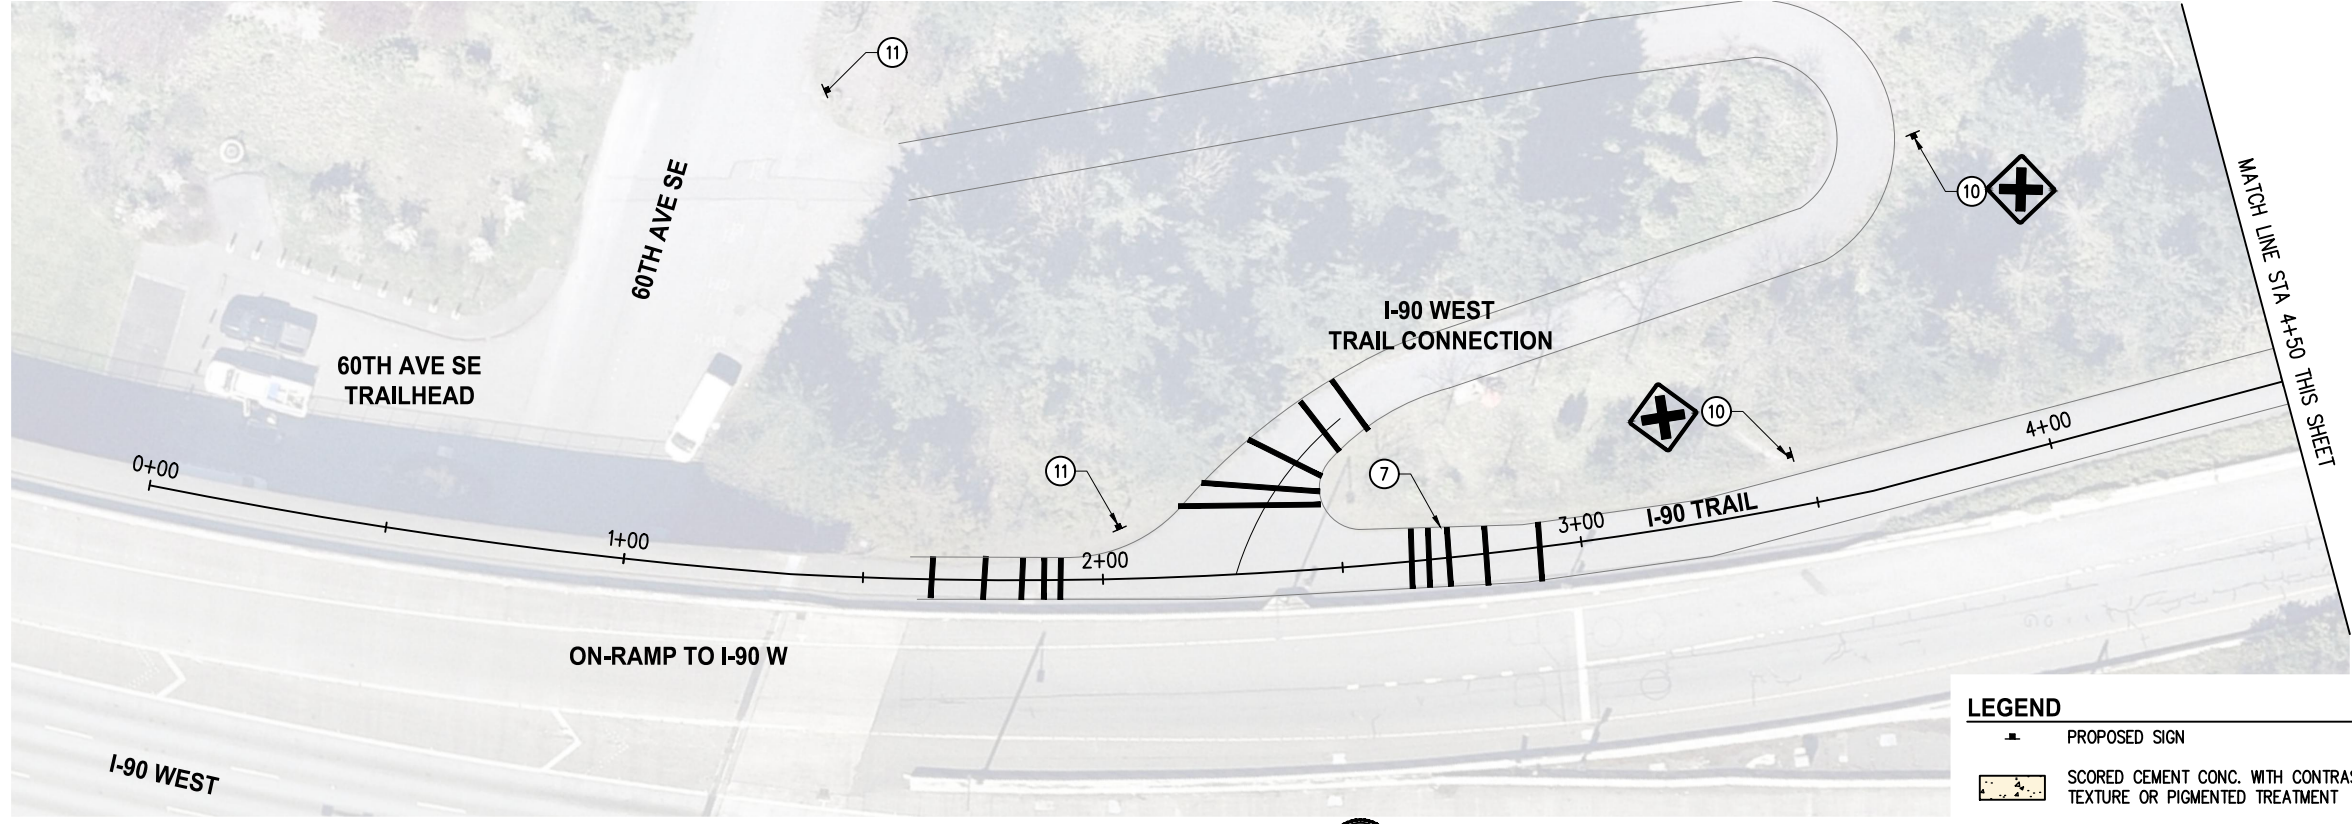 11
60TH AVE SE
10
MATCH LINE STA 4+50 THIS SHEET
I-90 WEST
TRAIL CONNECTION
60TH AVE SE
TRAILHEAD
10
4+00
0+00
11
7
I-90 TRAIL
3+00
1+00
2+00
ON-RAMP TO I-90 W
I-90 WEST
LEGEND
PROPOSED SIGN
SCORED CEMENT CONC. WITH CONTRAS
TEXTURE OR PIGMENTED TREATMENT